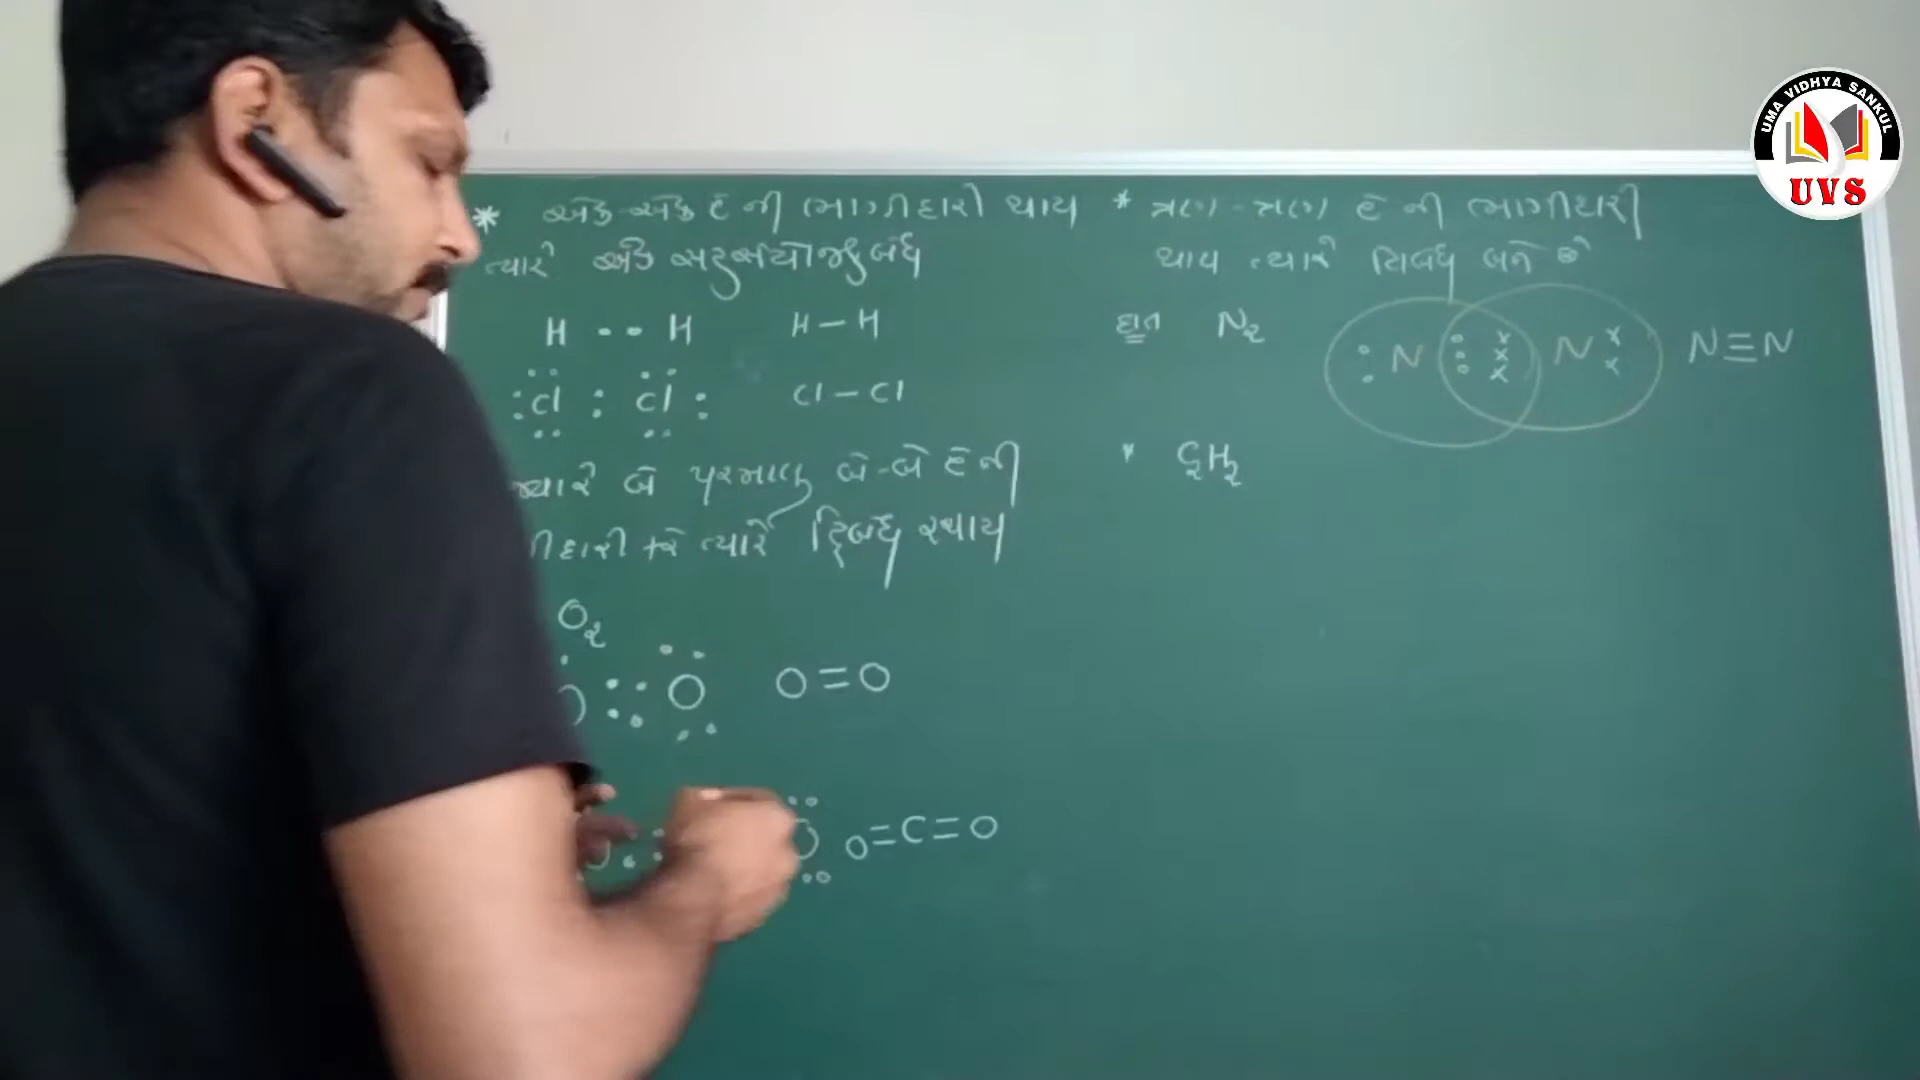 * એક-એક e ની ભાગીદારી થાય
ત્યારે એક સહસંયોજક બંધ
H •• H H – H
Cl : Cl : Cl – Cl
જ્યારે બે પરમાણુ બે-બે e ની
ત્યારે દ્વિબંધ રચાય
O₂
O :: O O = O
O = C = O
* ત્રણ-ત્રણ e ની ભાગીદારી
થાય ત્યારે ત્રિબંધ બને છે
દા.ત N₂ N N N ≡ N
* C₂H₂
UMA VIDHYA SANKUL
UVS